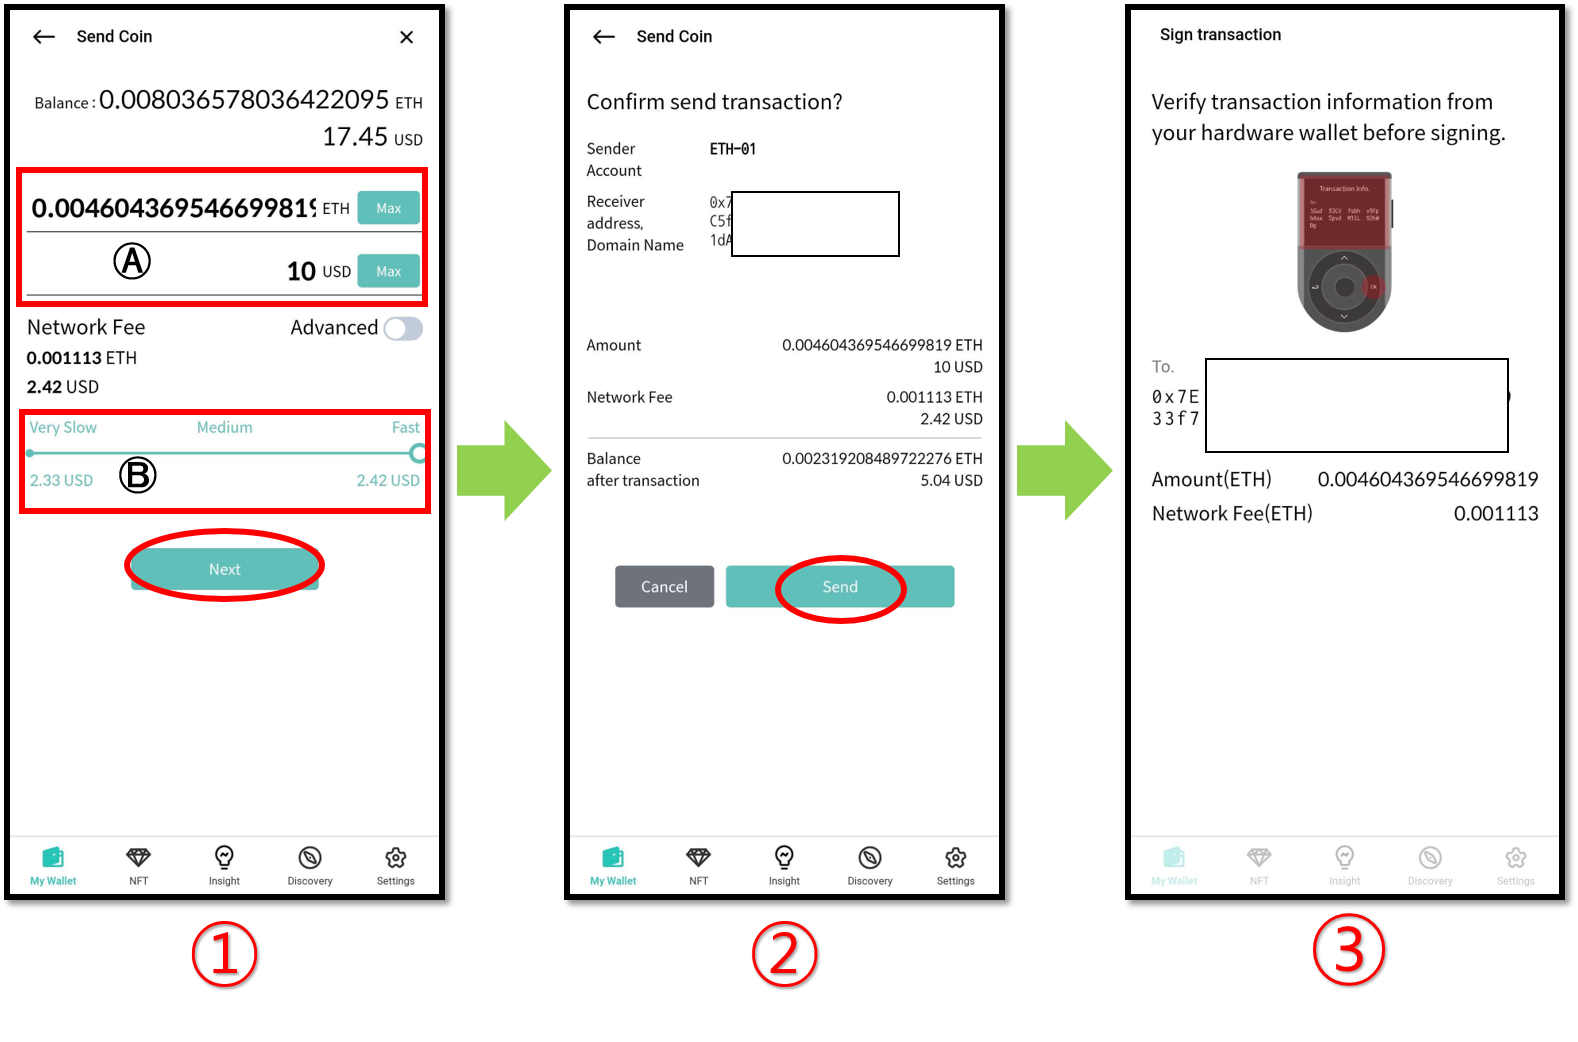 Send Coin
Balance : 0.008036578036422095 ETH
17.45 USD
0.00460436954669981 ETH Max
Ⓐ
10 USD Max
Network Fee Advanced
0.001113 ETH
2.42 USD
Very Slow Medium Fast
Ⓑ
2.33 USD 2.42 USD
Next
My Wallet NFT Insight Discovery Settings
①
Send Coin
Confirm send transaction?
Sender ETH-01
Account
Receiver 0x7
address, C5f
Domain Name 1dA
Amount 0.004604369546699819 ETH
10 USD
Network Fee 0.001113 ETH
2.42 USD
Balance 0.002319208489722276 ETH
after transaction 5.04 USD
Cancel Send
My Wallet NFT Insight Discovery Settings
②
Sign transaction
Verify transaction information from
your hardware wallet before signing.
Transaction Info.
To:
OK
To.
0x7E
33f7
Amount(ETH) 0.004604369546699819
Network Fee(ETH) 0.001113
My Wallet NFT Insight Discovery Settings
③